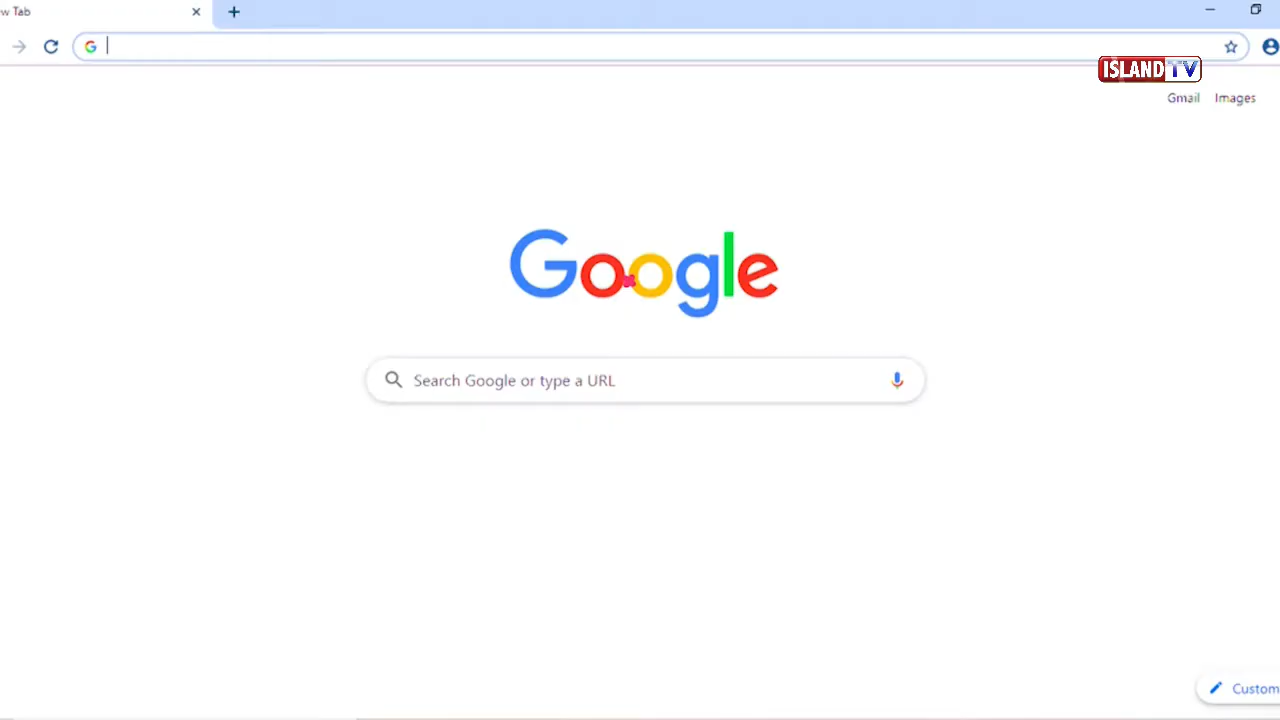 w Tab
ISLAND TV
Gmail Images
Google
Search Google or type a URL
Custom